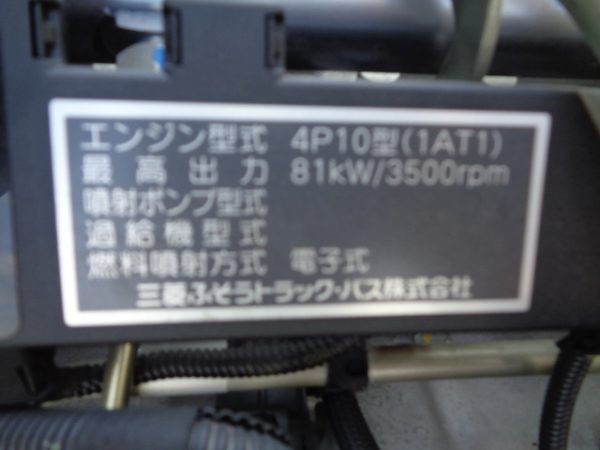 エンジン型式 4P10型(1AT1)
最高出力 81kW/3500rpm
噴射ポンプ型式
過給機型式
燃料噴射方式 電子式
三菱ふそうトラック・バス株式会社